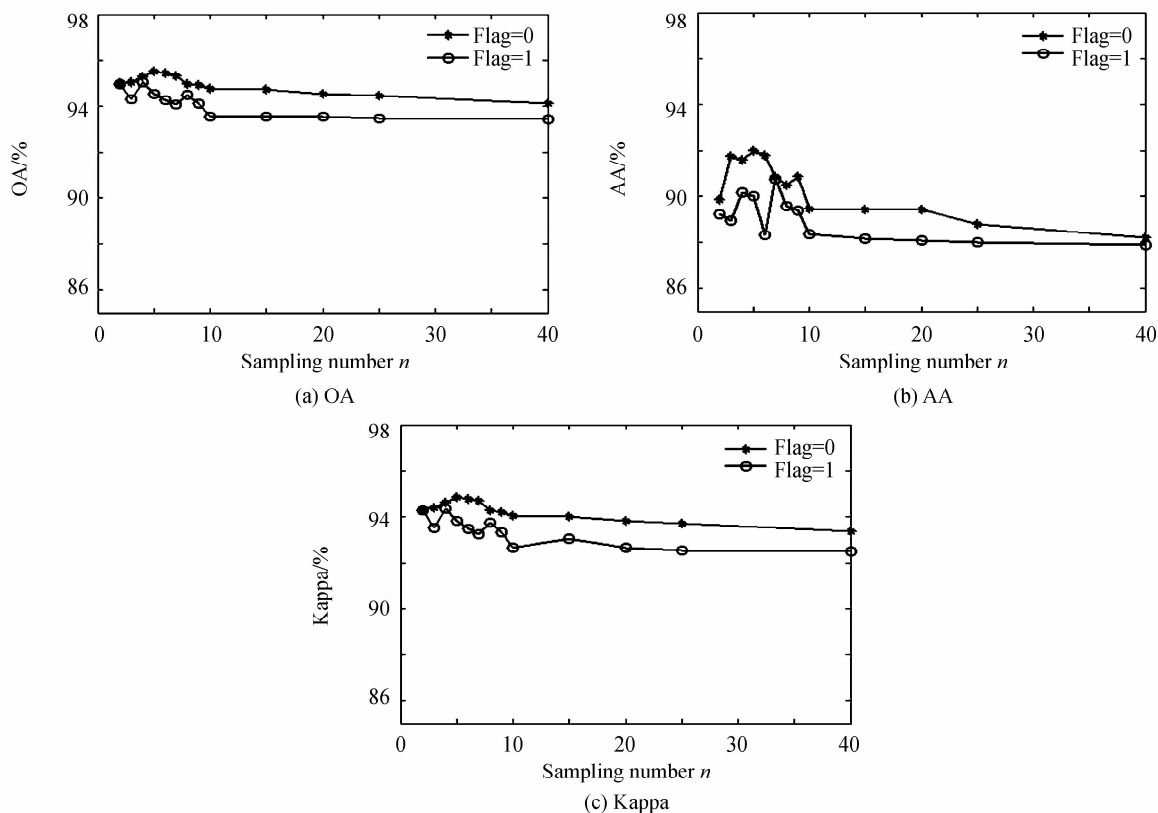 98
94
90
86
OA/%
Flag=0
Flag=1
0 10 20 30 40
Sampling number n
(a) OA
98
94
90
86
AA/%
Flag=0
Flag=1
0 10 20 30 40
Sampling number n
(b) AA
98
94
90
86
Kappa/%
Flag=0
Flag=1
0 10 20 30 40
Sampling number n
(c) Kappa